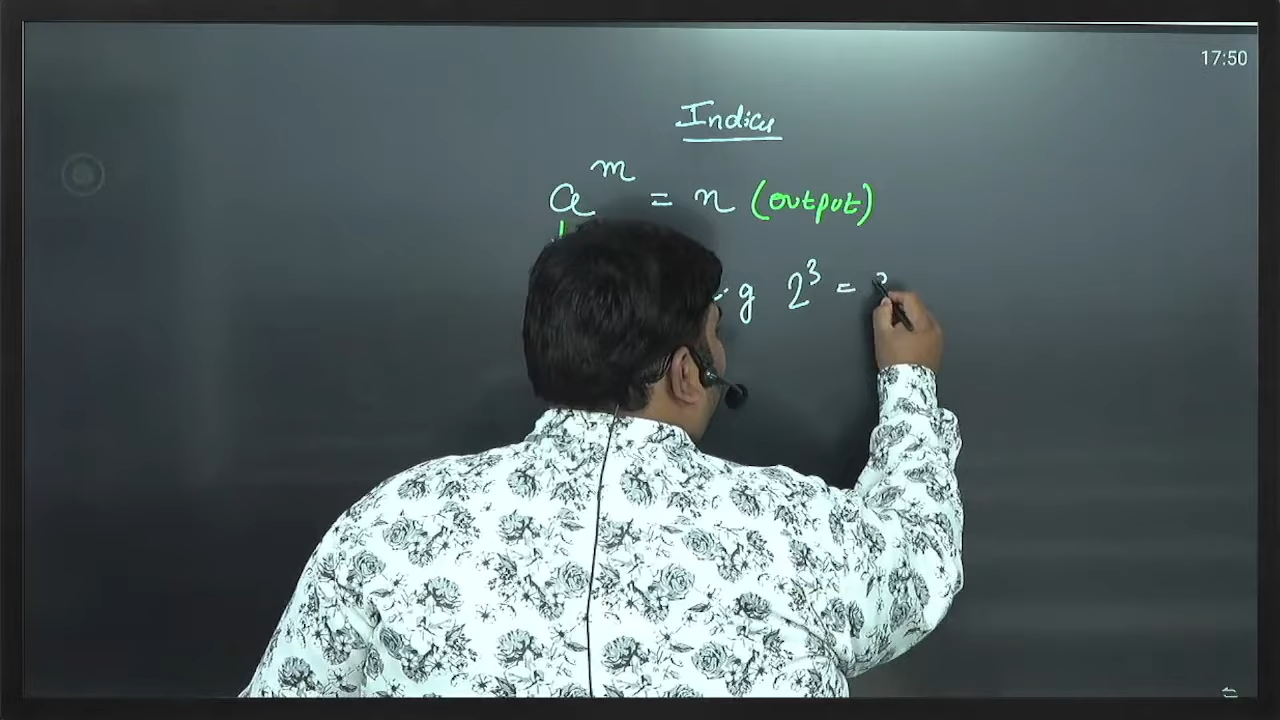 17:50
Indices
a^m = n (output)
g 2^3 =